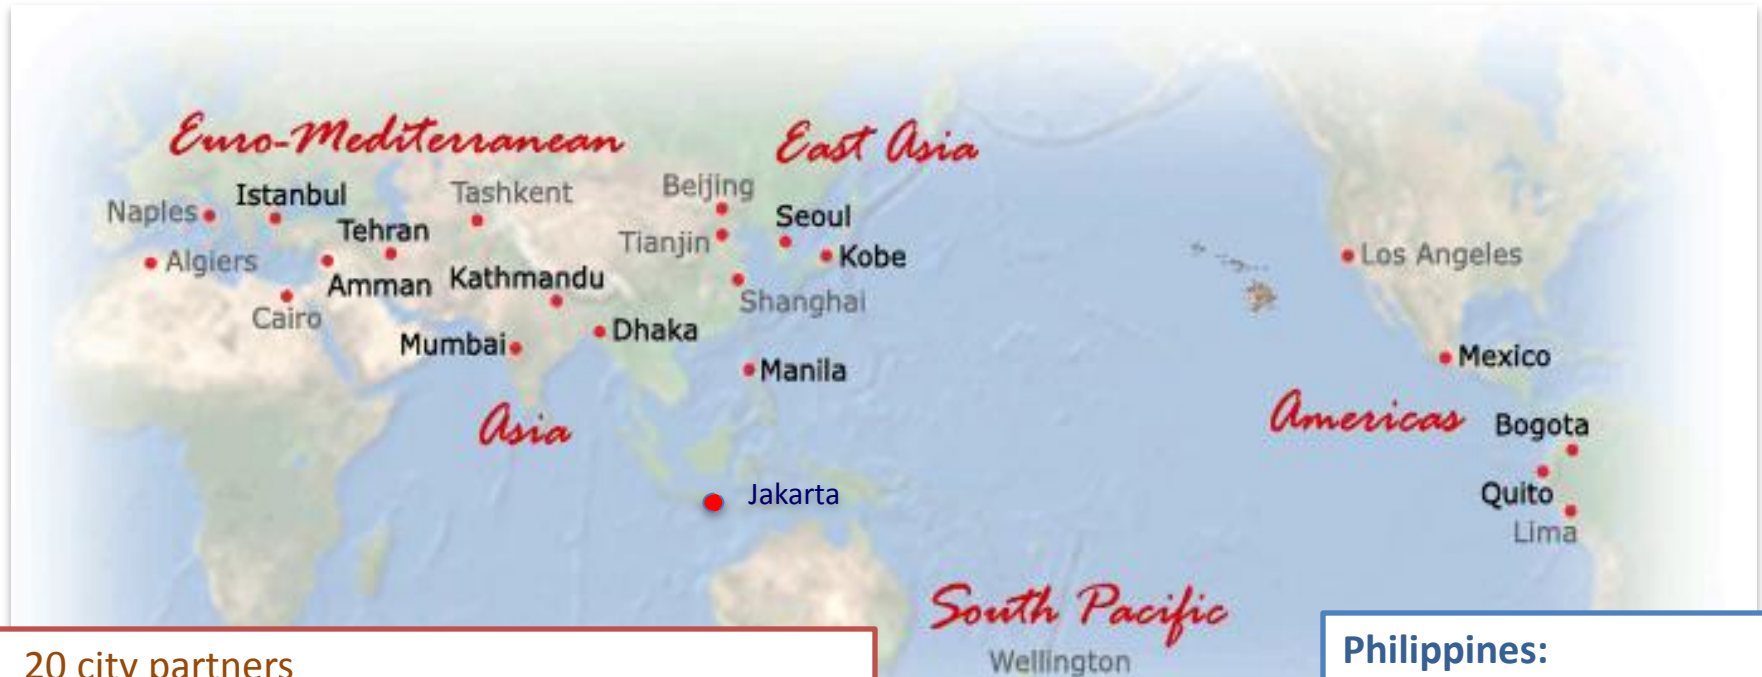 Euro-Mediterranean
East Asia
Naples
Istanbul
Tashkent
Beijing
Tehran
Seoul
Tianjin
Algiers
Kobe
Los Angeles
Amman
Kathmandu
Shanghai
Cairo
Mumbai
Dhaka
Manila
Mexico
Asia
Americas
Bogota
Jakarta
Quito
Lima
South Pacific
Wellington
20 city partners
Philippines: